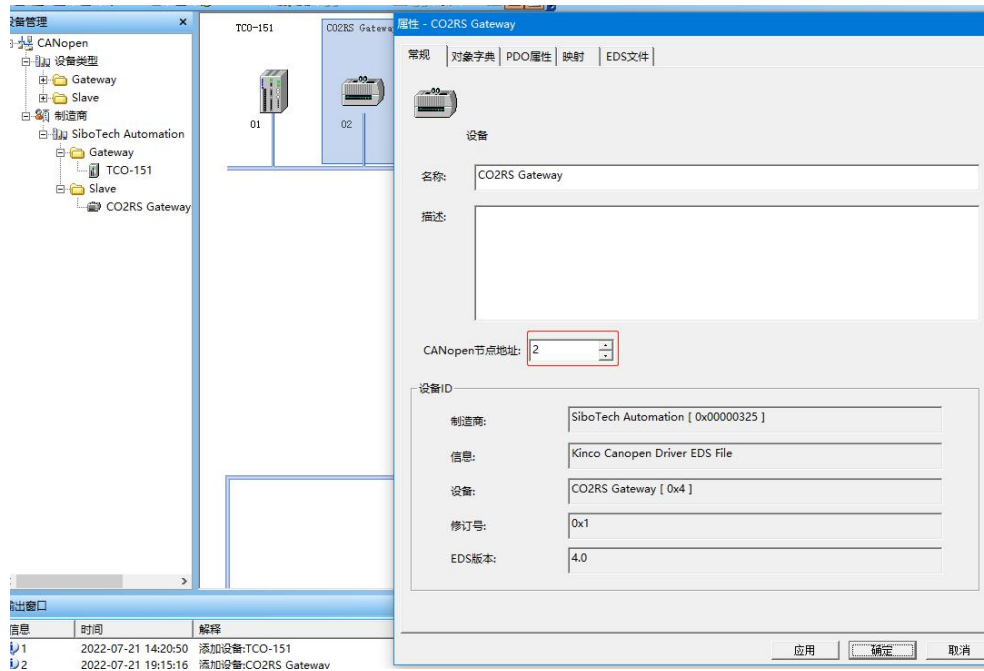 设备管理
CANopen
设备类型
Gateway
Slave
制造商
SiboTech Automation
Gateway
TCO-151
Slave
CO2RS Gateway
TCO-151
01
CO2RS Gatewa
02
属性 - CO2RS Gateway
常规 对象字典 PDO属性 映射 EDS文件
设备
名称: CO2RS Gateway
描述:
CANopen节点地址: 2
设备ID
制造商: SiboTech Automation [ 0x00000325 ]
信息: Kinco Canopen Driver EDS File
设备: CO2RS Gateway [ 0x4 ]
修订号: 0x1
EDS版本: 4.0
应用 确定 取消
输出窗口
信息 时间 解释
1 2022-07-21 14:20:50 添加设备:TCO-151
2 2022-07-21 19:15:16 添加设备:CO2RS Gateway